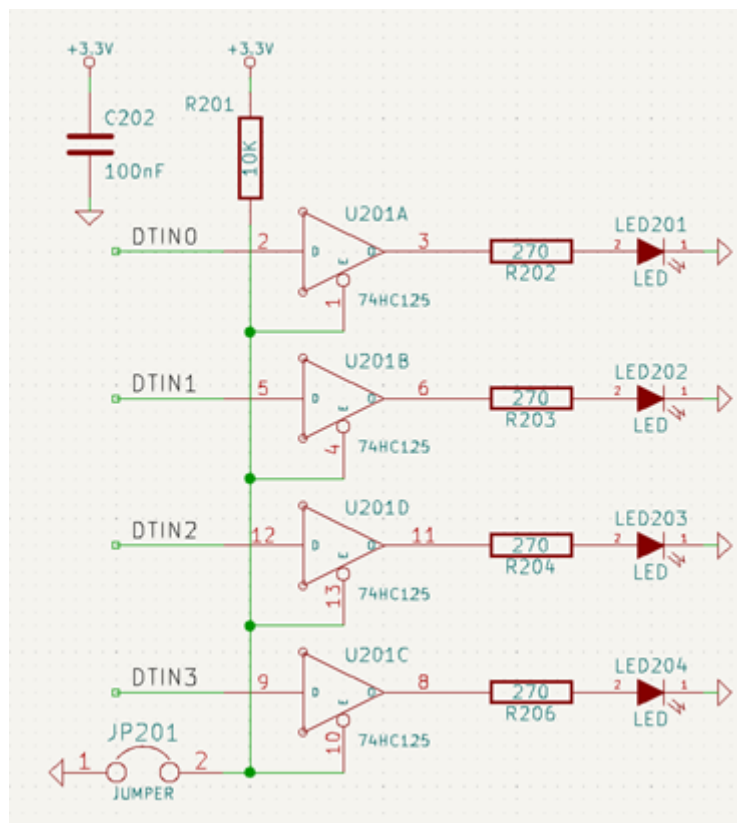 +3.3V
+3.3V
R201
C202
10K
100nF
U201A
DTIN0
2
D
O
3
270
2
LED201
1
E
R202
LED
1
74HC125
U201B
DTIN1
5
D
O
6
270
2
LED202
1
E
R203
LED
4
74HC125
U201D
DTIN2
12
D
O
11
270
2
LED203
1
E
R204
LED
13
74HC125
U201C
DTIN3
9
D
O
8
270
2
LED204
1
E
R206
LED
10
74HC125
JP201
1
2
JUMPER